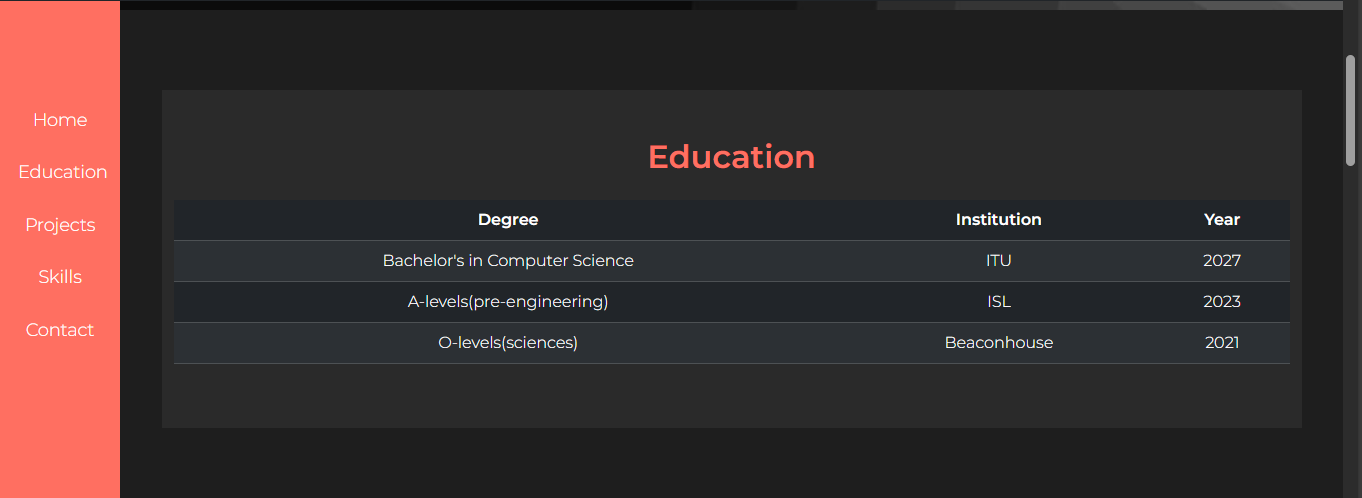 Home
Education
Projects
Skills
Contact
Education
Degree Institution Year
Bachelor's in Computer Science ITU 2027
A-levels(pre-engineering) ISL 2023
O-levels(sciences) Beaconhouse 2021